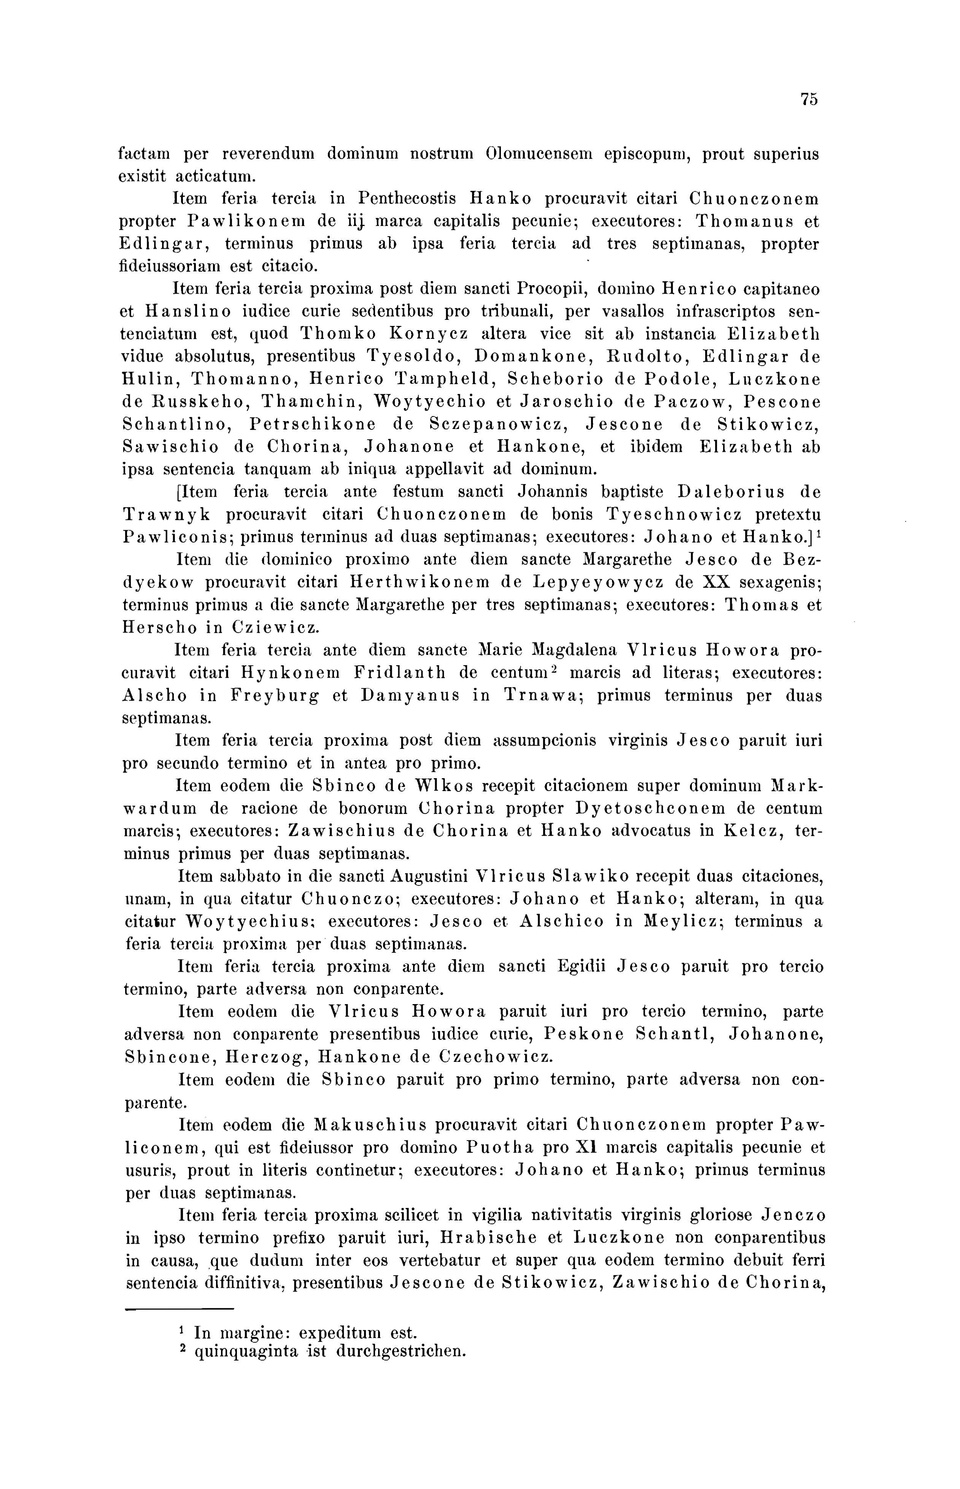 75
factam per reverendum dominum nostrum Olomucensem episcopum, prout superius
existit acticatum.
Item feria tercia in Penthecostis Hanko procuravit citari Chuonczonem
propter Pawlikonem de iij marca capitalis pecunie; executores: Thomanus et
Edlingar, terminus primus ab ipsa feria tercia ad tres septimanas, propter
fideiussoriam est citacio.
Item feria tercia proxima post diem sancti Procopii, domino Henrico capitaneo
et Hanslino iudice curie sedentibus pro tribunali, per vasallos infrascriptos sen-
tenciatum est, quod Thomko Kornycz altera vice sit ab instancia Elizabeth
vidue absolutus, presentibus Tyesoldo, Domankone, Rudolto, Edlingar de
Hulin, Thomanno, Henrico Tampheld, Scheborio de Podole, Luczkone
de Russkeho, Thamchin, Woytyechio et Jaroschio de Paczow, Pescone
Schantlino, Petrschikone de Sczepanowicz, Jescone de Stikowicz,
Sawischio de Chorina, Johanone et Hankone, et ibidem Elizabeth ab
ipsa sentencia tanquam ab iniqua appellavit ad dominum.
[Item feria tercia ante festum sancti Johannis baptiste Daleborius de
Trawnyk procuravit citari Chuonczonem de bonis Tyeschnowicz pretextu
Pawliconis; primus terminus ad duas septimanas; executores: Johano et Hanko.]¹
Item die dominico proximo ante diem sancte Margarethe Jesco de Bez-
dyekow procuravit citari Herthwikonem de Lepyeyowycz de XX sexagenis;
terminus primus a die sancte Margarethe per tres septimanas; executores: Thomas et
Herscho in Cziewicz.
Item feria tercia ante diem sancte Marie Magdalena Vlricus Howora pro-
curavit citari Hynkonem Fridlanth de centum² marcis ad literas; executores:
Alscho in Freyburg et Damyanus in Trnawa; primus terminus per duas
septimanas.
Item feria tercia proxima post diem assumpcionis virginis Jesco paruit iuri
pro secundo termino et in antea pro primo.
Item eodem die Sbinco de Wlkos recepit citacionem super dominum Mark-
wardum de racione de bonorum Chorina propter Dyetoschconem de centum
marcis; executores: Zawischius de Chorina et Hanko advocatus in Kelcz, ter-
minus primus per duas septimanas.
Item sabbato in die sancti Augustini Vlricus Slawiko recepit duas citaciones,
unam, in qua citatur Chuonczo; executores: Johano et Hanko; alteram, in qua
citatur Woytyechius; executores: Jesco et Alschico in Meylicz; terminus a
feria tercia proxima per duas septimanas.
Item feria tercia proxima ante diem sancti Egidii Jesco paruit pro tercio
termino, parte adversa non conparente.
Item eodem die Vlricus Howora paruit iuri pro tercio termino, parte
adversa non conparente presentibus iudice curie, Peskone Schantl, Johanone,
Sbincone, Herczog, Hankone de Czechowicz.
Item eodem die Sbinco paruit pro primo termino, parte adversa non con-
parente.
Item eodem die Makuschius procuravit citari Chuonczonem propter Paw-
liconem, qui est fideiussor pro domino Puotha pro Xl marcis capitalis pecunie et
usuris, prout in literis continetur; executores: Johano et Hanko; primus terminus
per duas septimanas.
Item feria tercia proxima scilicet in vigilia nativitatis virginis gloriose Jenczo
in ipso termino prefixo paruit iuri, Hrabische et Luczkone non conparentibus
in causa, que dudum inter eos vertebatur et super qua eodem termino debuit ferri
sentencia diffinitiva, presentibus Jescone de Stikowicz, Zawischio de Chorina,
¹ In margine: expeditum est.
² quinquaginta ist durchgestrichen.